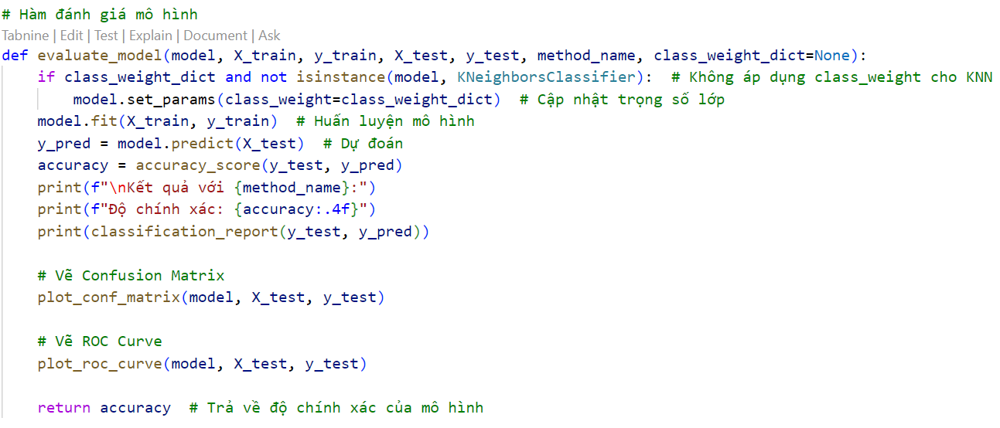 # Hàm đánh giá mô hình
Tabnine | Edit | Test | Explain | Document | Ask
def evaluate_model(model, X_train, y_train, X_test, y_test, method_name, class_weight_dict=None):
    if class_weight_dict and not isinstance(model, KNeighborsClassifier):  # Không áp dụng class_weight cho KNN
        model.set_params(class_weight=class_weight_dict)  # Cập nhật trọng số lớp
    model.fit(X_train, y_train)  # Huấn luyện mô hình
    y_pred = model.predict(X_test)  # Dự đoán
    accuracy = accuracy_score(y_test, y_pred)
    print(f"\nKết quả với {method_name}:")
    print(f"Độ chính xác: {accuracy:.4f}")
    print(classification_report(y_test, y_pred))
    # Vẽ Confusion Matrix
    plot_conf_matrix(model, X_test, y_test)
    # Vẽ ROC Curve
    plot_roc_curve(model, X_test, y_test)
    return accuracy  # Trả về độ chính xác của mô hình